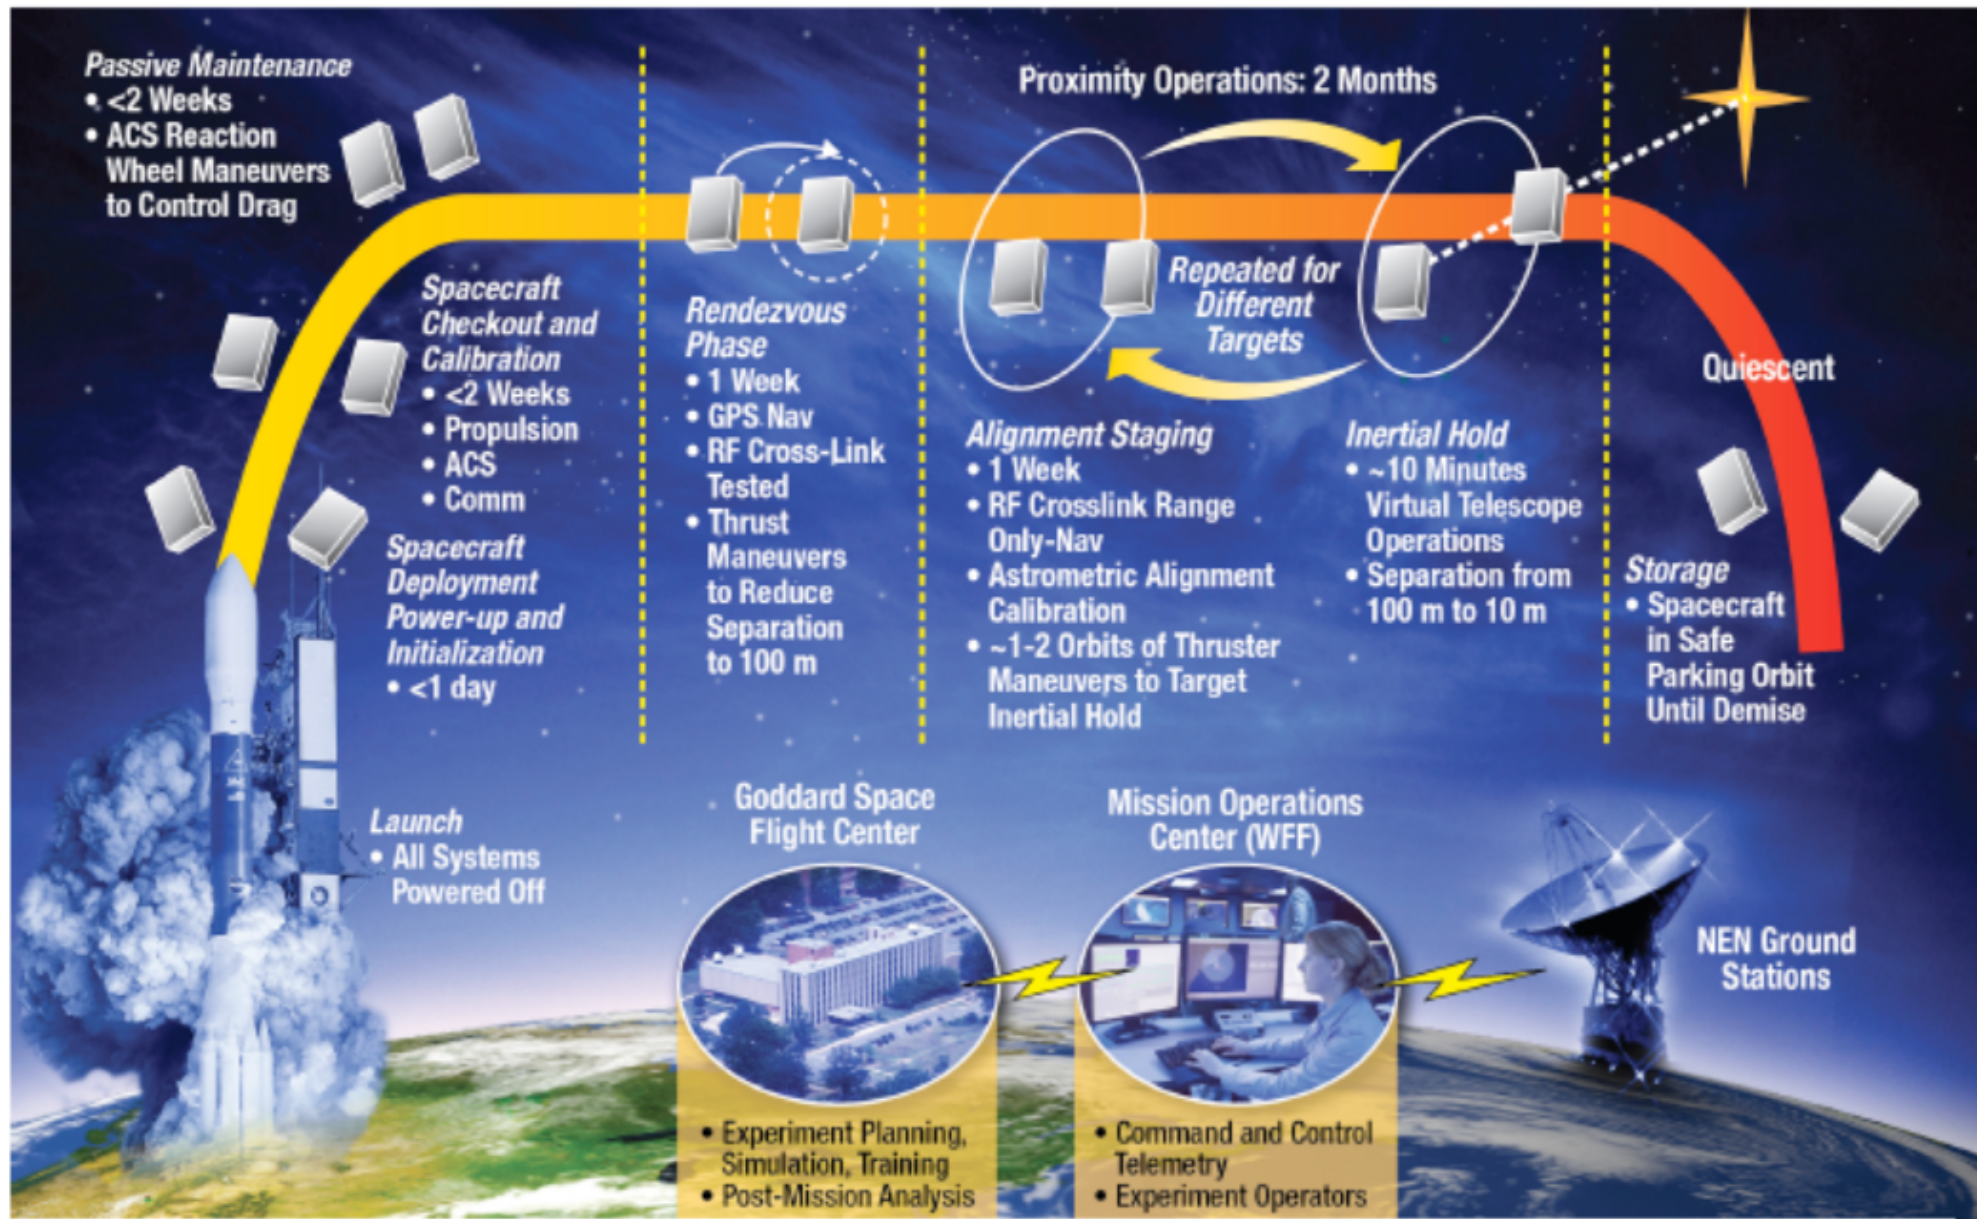 Passive Maintenance
• <2 Weeks
• ACS Reaction
Wheel Maneuvers
to Control Drag
Spacecraft
Checkout and
Calibration
• <2 Weeks
• Propulsion
• ACS
• Comm
Spacecraft
Deployment
Power-up and
Initialization
• <1 day
Launch
• All Systems
Powered Off
Rendezvous
Phase
• 1 Week
• GPS Nav
• RF Cross-Link
Tested
• Thrust
Maneuvers
to Reduce
Separation
to 100 m
Proximity Operations: 2 Months
Repeated for
Different
Targets
Alignment Staging
• 1 Week
• RF Crosslink Range
Only-Nav
• Astrometric Alignment
Calibration
• ~1-2 Orbits of Thruster
Maneuvers to Target
Inertial Hold
Inertial Hold
• ~10 Minutes
Virtual Telescope
Operations
• Separation from
100 m to 10 m
Quiescent
Storage
• Spacecraft
in Safe
Parking Orbit
Until Demise
Goddard Space
Flight Center
• Experiment Planning,
Simulation, Training
• Post-Mission Analysis
Mission Operations
Center (WFF)
• Command and Control
Telemetry
• Experiment Operators
NEN Ground
Stations